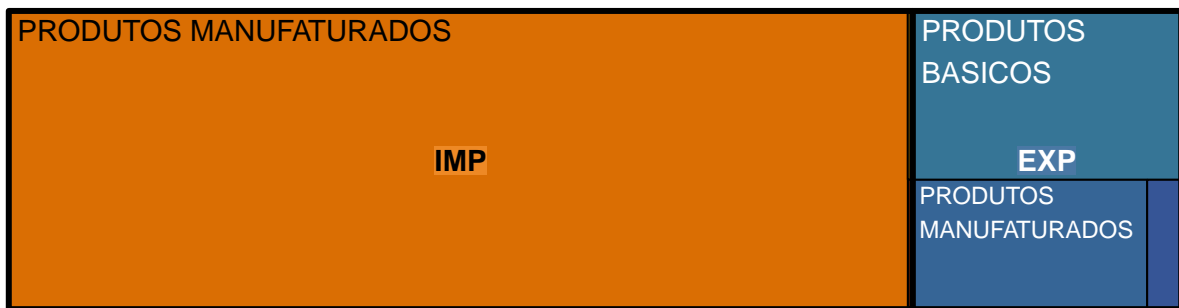 PRODUTOS MANUFATURADOS
IMP
PRODUTOS
BASICOS
EXP
PRODUTOS
MANUFATURADOS